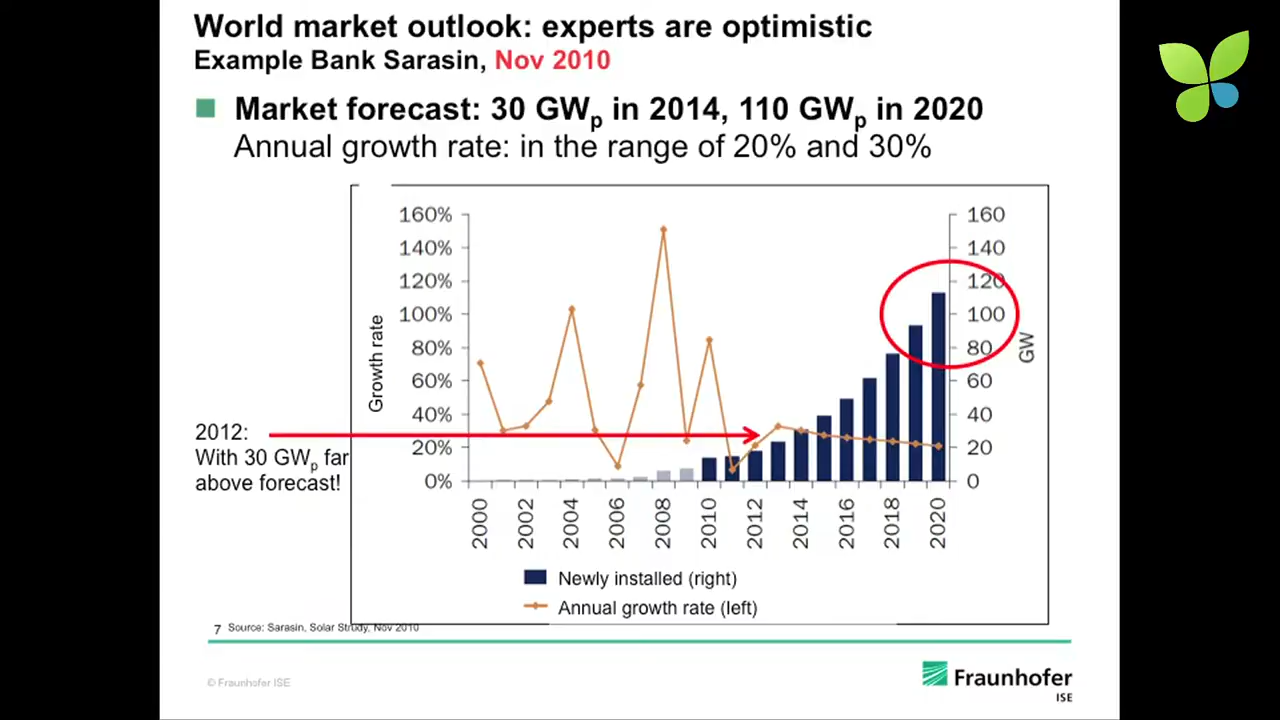 World market outlook: experts are optimistic
Example Bank Sarasin, Nov 2010
Market forecast: 30 GWp in 2014, 110 GWp in 2020
Annual growth rate: in the range of 20% and 30%
160%
140%
120%
100%
80%
60%
40%
20%
0%
Growth rate
160
140
120
100
80
60
40
20
0
GW
2012:
With 30 GWp far
above forecast!
2000
2002
2004
2006
2008
2010
2012
2014
2016
2018
2020
Newly installed (right)
Annual growth rate (left)
7 Source: Sarasin, Solar Strudy, Nov 2010
© Fraunhofer ISE
Fraunhofer
ISE